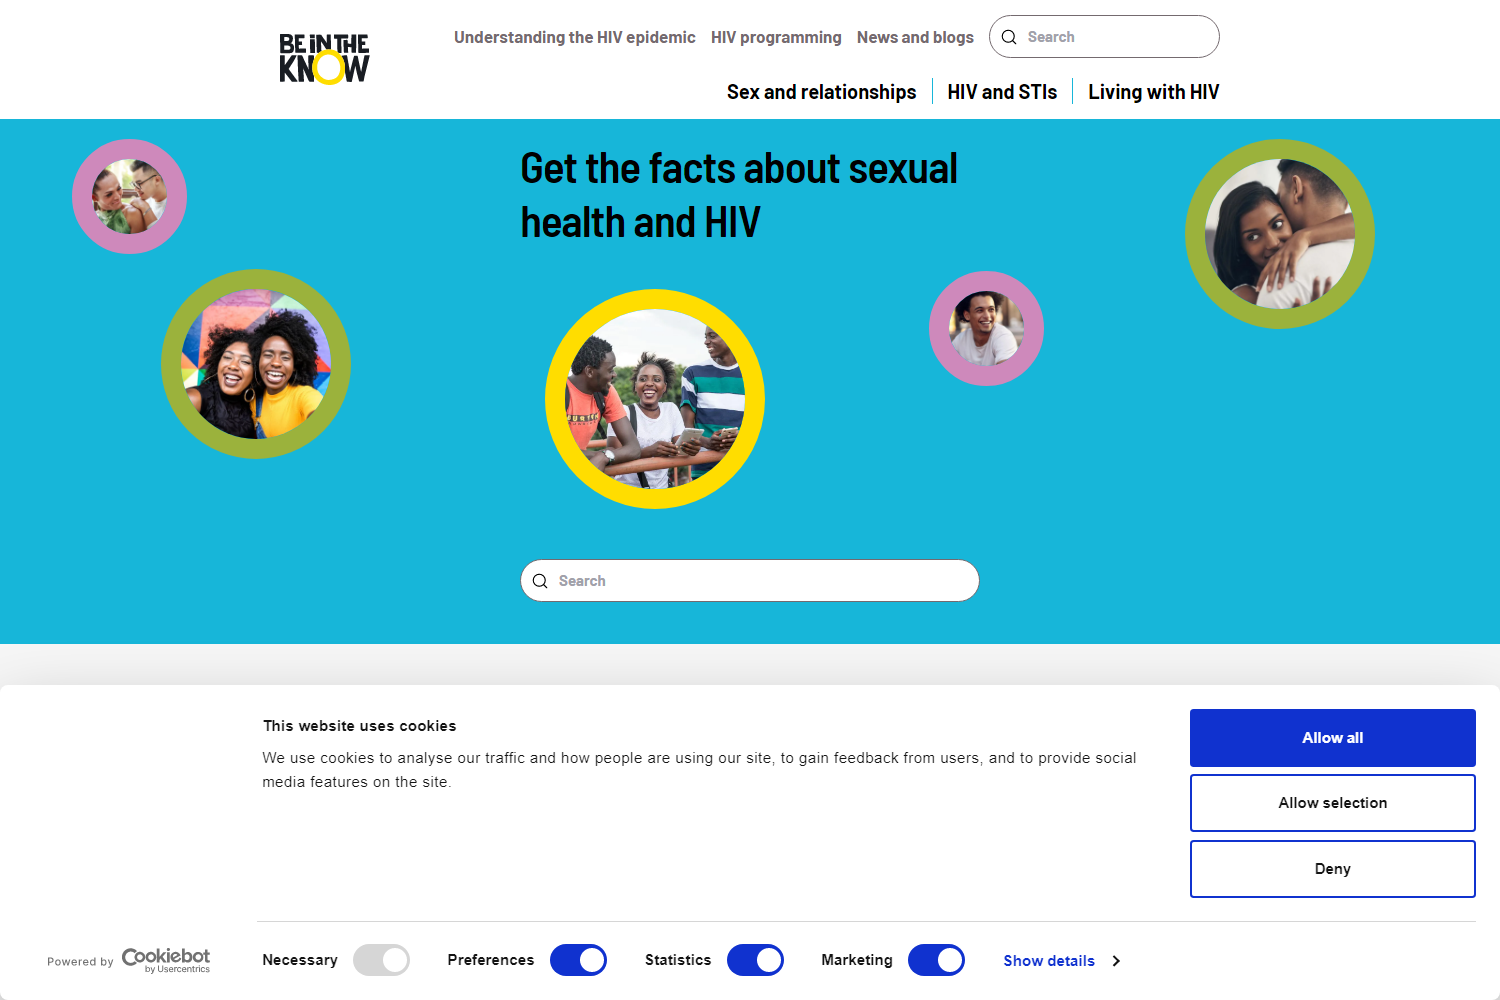 BE IN THE
KNOW
Understanding the HIV epidemic
HIV programming
News and blogs
Search
Sex and relationships
HIV and STIs
Living with HIV
Get the facts about sexual
health and HIV
Search
This website uses cookies
We use cookies to analyse our traffic and how people are using our site, to gain feedback from users, and to provide social
media features on the site.
Allow all
Allow selection
Deny
Powered by
Cookiebot
by Usercentrics
Necessary
Preferences
Statistics
Marketing
Show details